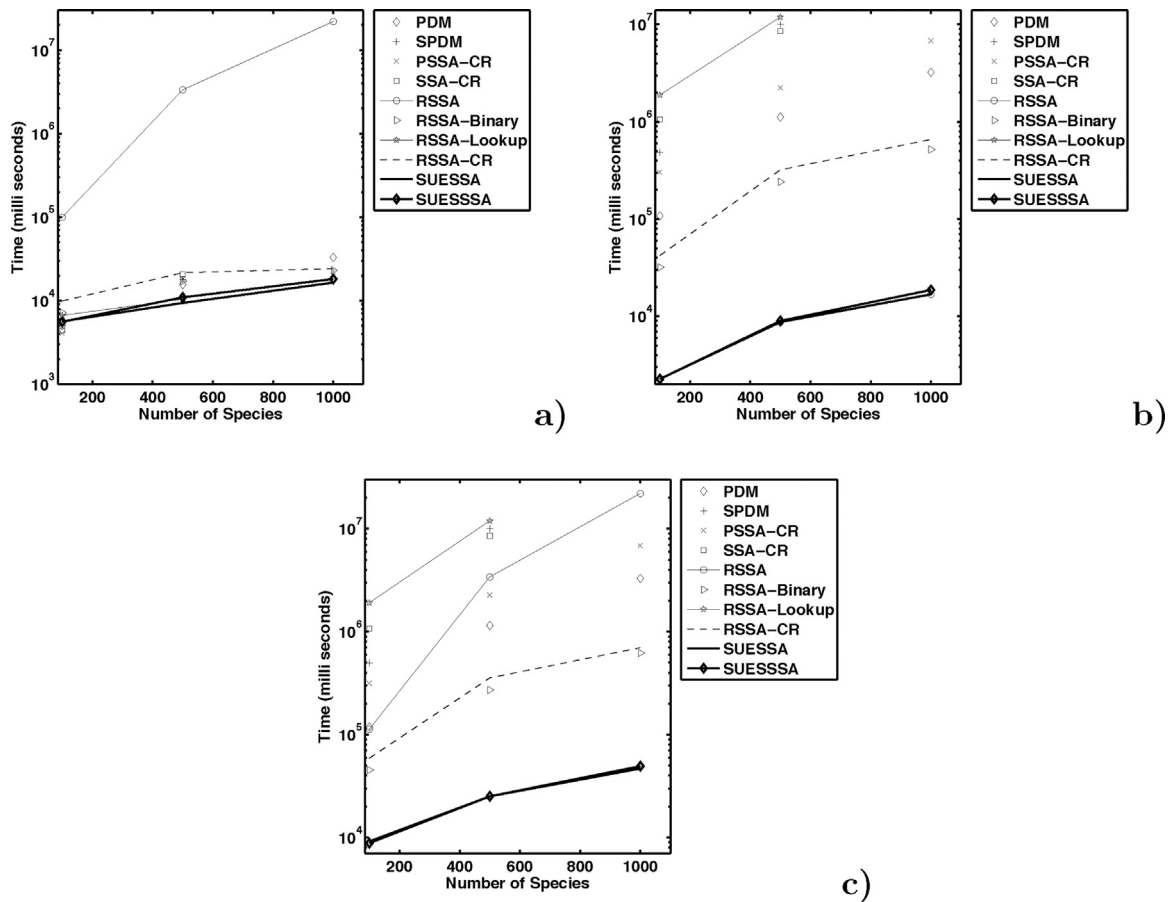 10^7
10^6
10^5
10^4
10^3
Time (milli seconds)
200 400 600 800 1000
Number of Species
PDM
SPDM
PSSA-CR
SSA-CR
RSSA
RSSA-Binary
RSSA-Lookup
RSSA-CR
SUESSA
SUESSSA
a)
10^7
10^6
10^5
10^4
Time (milli seconds)
200 400 600 800 1000
Number of Species
PDM
SPDM
PSSA-CR
SSA-CR
RSSA
RSSA-Binary
RSSA-Lookup
RSSA-CR
SUESSA
SUESSSA
b)
10^7
10^6
10^5
10^4
Time (milli seconds)
200 400 600 800 1000
Number of Species
PDM
SPDM
PSSA-CR
SSA-CR
RSSA
RSSA-Binary
RSSA-Lookup
RSSA-CR
SUESSA
SUESSSA
c)